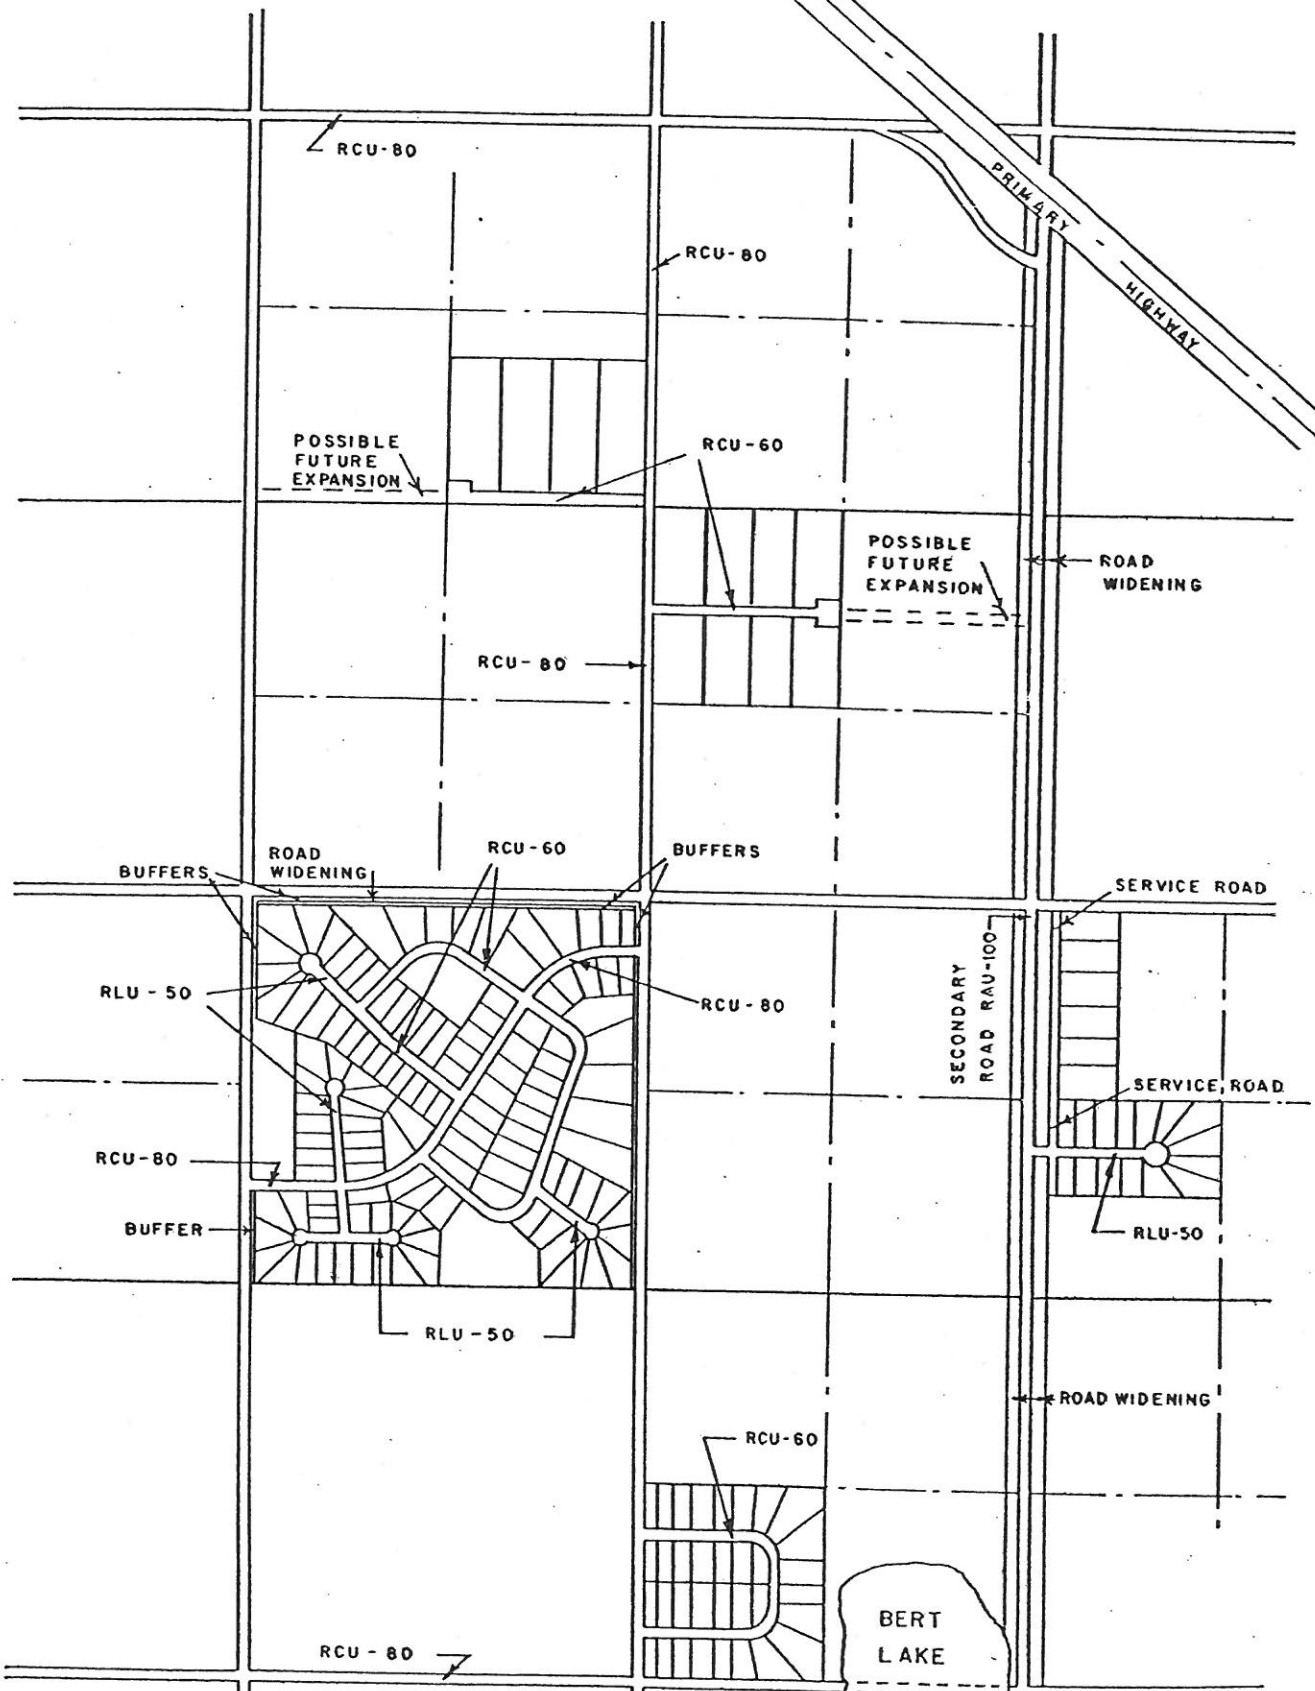 RCU-80
PRIMARY
HIGHWAY
RCU-80
POSSIBLE
FUTURE
EXPANSION
RCU-60
POSSIBLE
FUTURE
EXPANSION
ROAD
WIDENING
RCU-80
BUFFERS
ROAD
WIDENING
RCU-60
BUFFERS
SERVICE ROAD
RLU-50
RCU-80
SECONDARY
ROAD RAU-100
SERVICE ROAD
RCU-80
BUFFER
RLU-50
RLU-50
ROAD WIDENING
RCU-60
BERT
LAKE
RCU-80